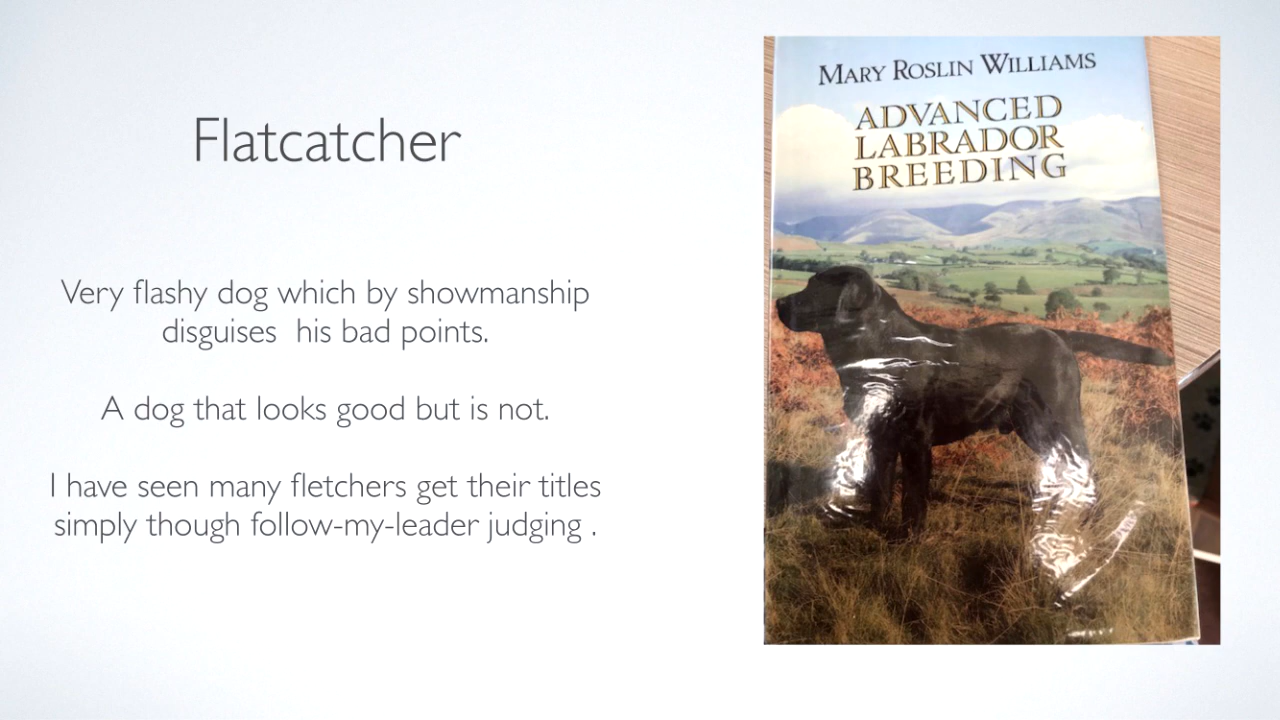 Flatcatcher
Very flashy dog which by showmanship
disguises  his bad points.
A dog that looks good but is not.
I have seen many fletchers get their titles
simply though follow-my-leader judging .
MARY ROSLIN WILLIAMS
ADVANCED
LABRADOR
BREEDING